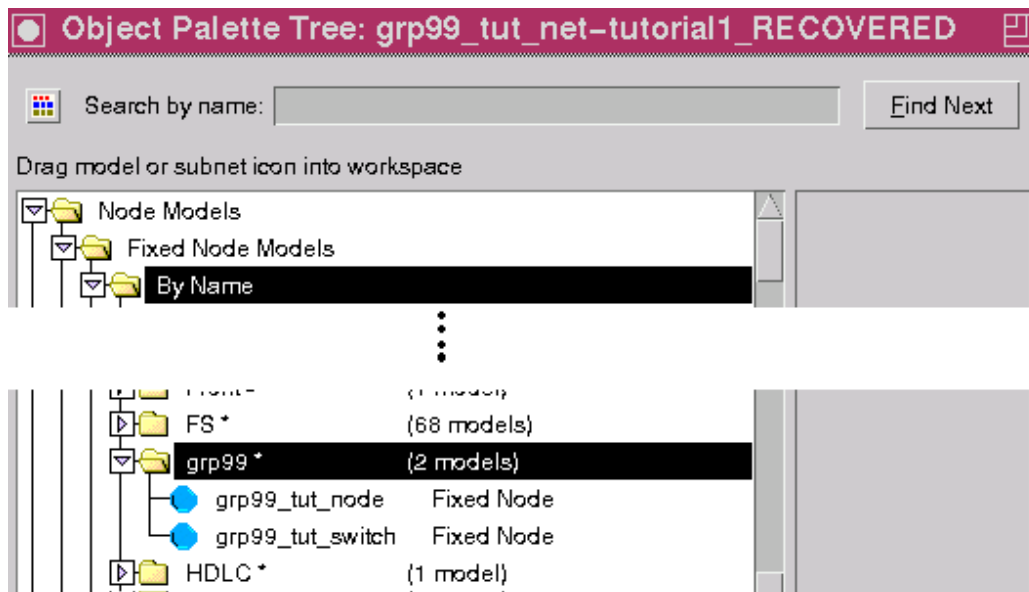 Object Palette Tree: grp99_tut_net-tutorial1_RECOVERED
Search by name:
Find Next
Drag model or subnet icon into workspace
Node Models
Fixed Node Models
By Name
FS * (68 models)
grp99 * (2 models)
grp99_tut_node Fixed Node
grp99_tut_switch Fixed Node
HDLC * (1 model)